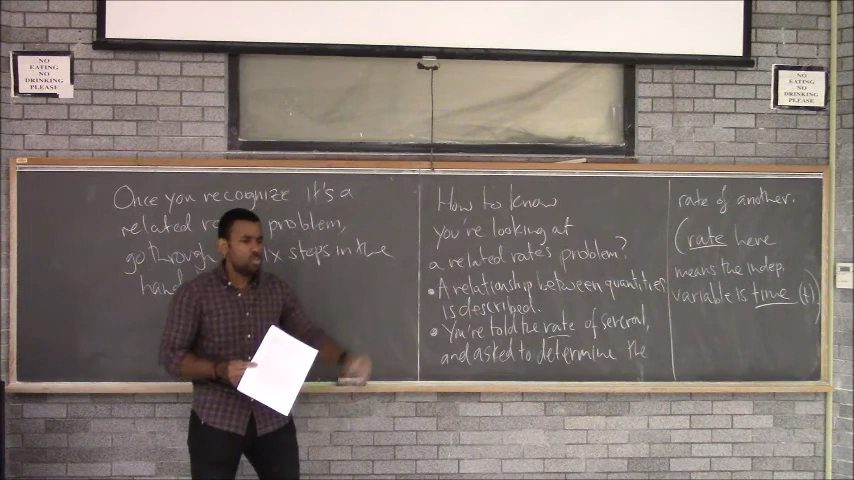 NO
EATING
NO
DRINKING
PLEASE
NO
EATING
NO
DRINKING
PLEASE
Once you recognize it's a
related problem,
go through steps in the
How to know
you're looking at
a related rates problem?
• A relationship between quantities
is described.
• You're told the rate of several,
and asked to determine the
rate of another.
(rate here
means the indep.
variable is time (t))